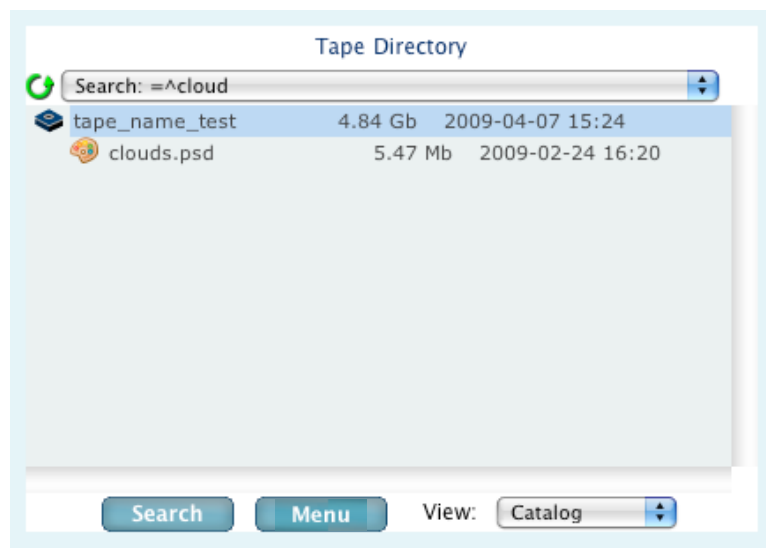 Tape Directory
Search: =^cloud
tape_name_test 4.84 Gb 2009-04-07 15:24
clouds.psd 5.47 Mb 2009-02-24 16:20
Search Menu View: Catalog